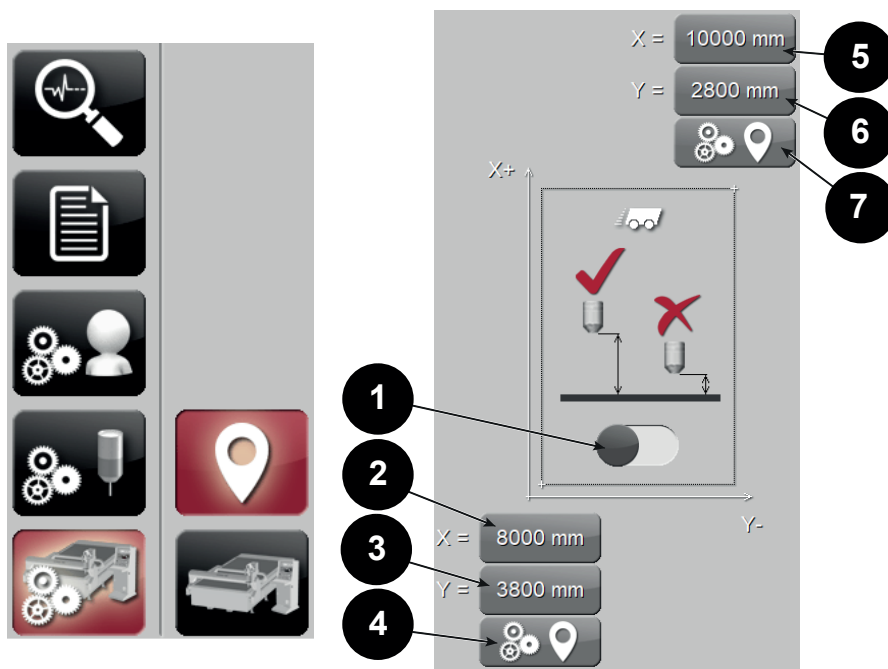 X = 10000 mm
5
Y = 2800 mm
6
7
X+
1
2
Y-
X = 8000 mm
3
Y = 3800 mm
4